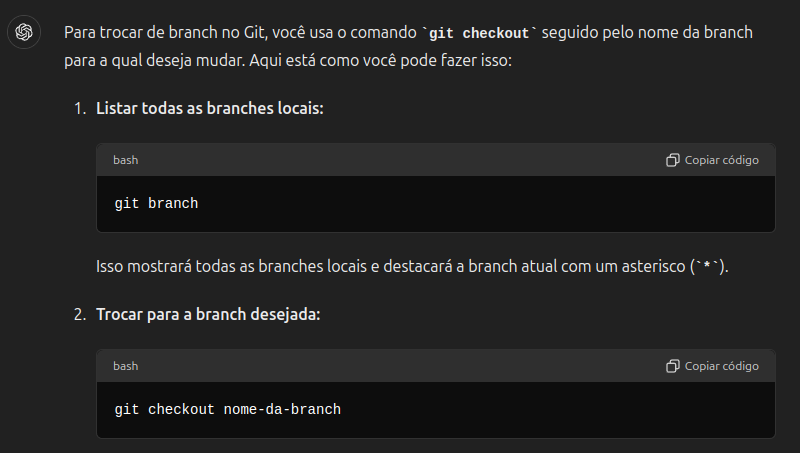 Para trocar de branch no Git, você usa o comando `git checkout` seguido pelo nome da branch
para a qual deseja mudar. Aqui está como você pode fazer isso:
1. Listar todas as branches locais:
bash Copiar código
git branch
Isso mostrará todas as branches locais e destacará a branch atual com um asterisco (`*`).
2. Trocar para a branch desejada:
bash Copiar código
git checkout nome-da-branch